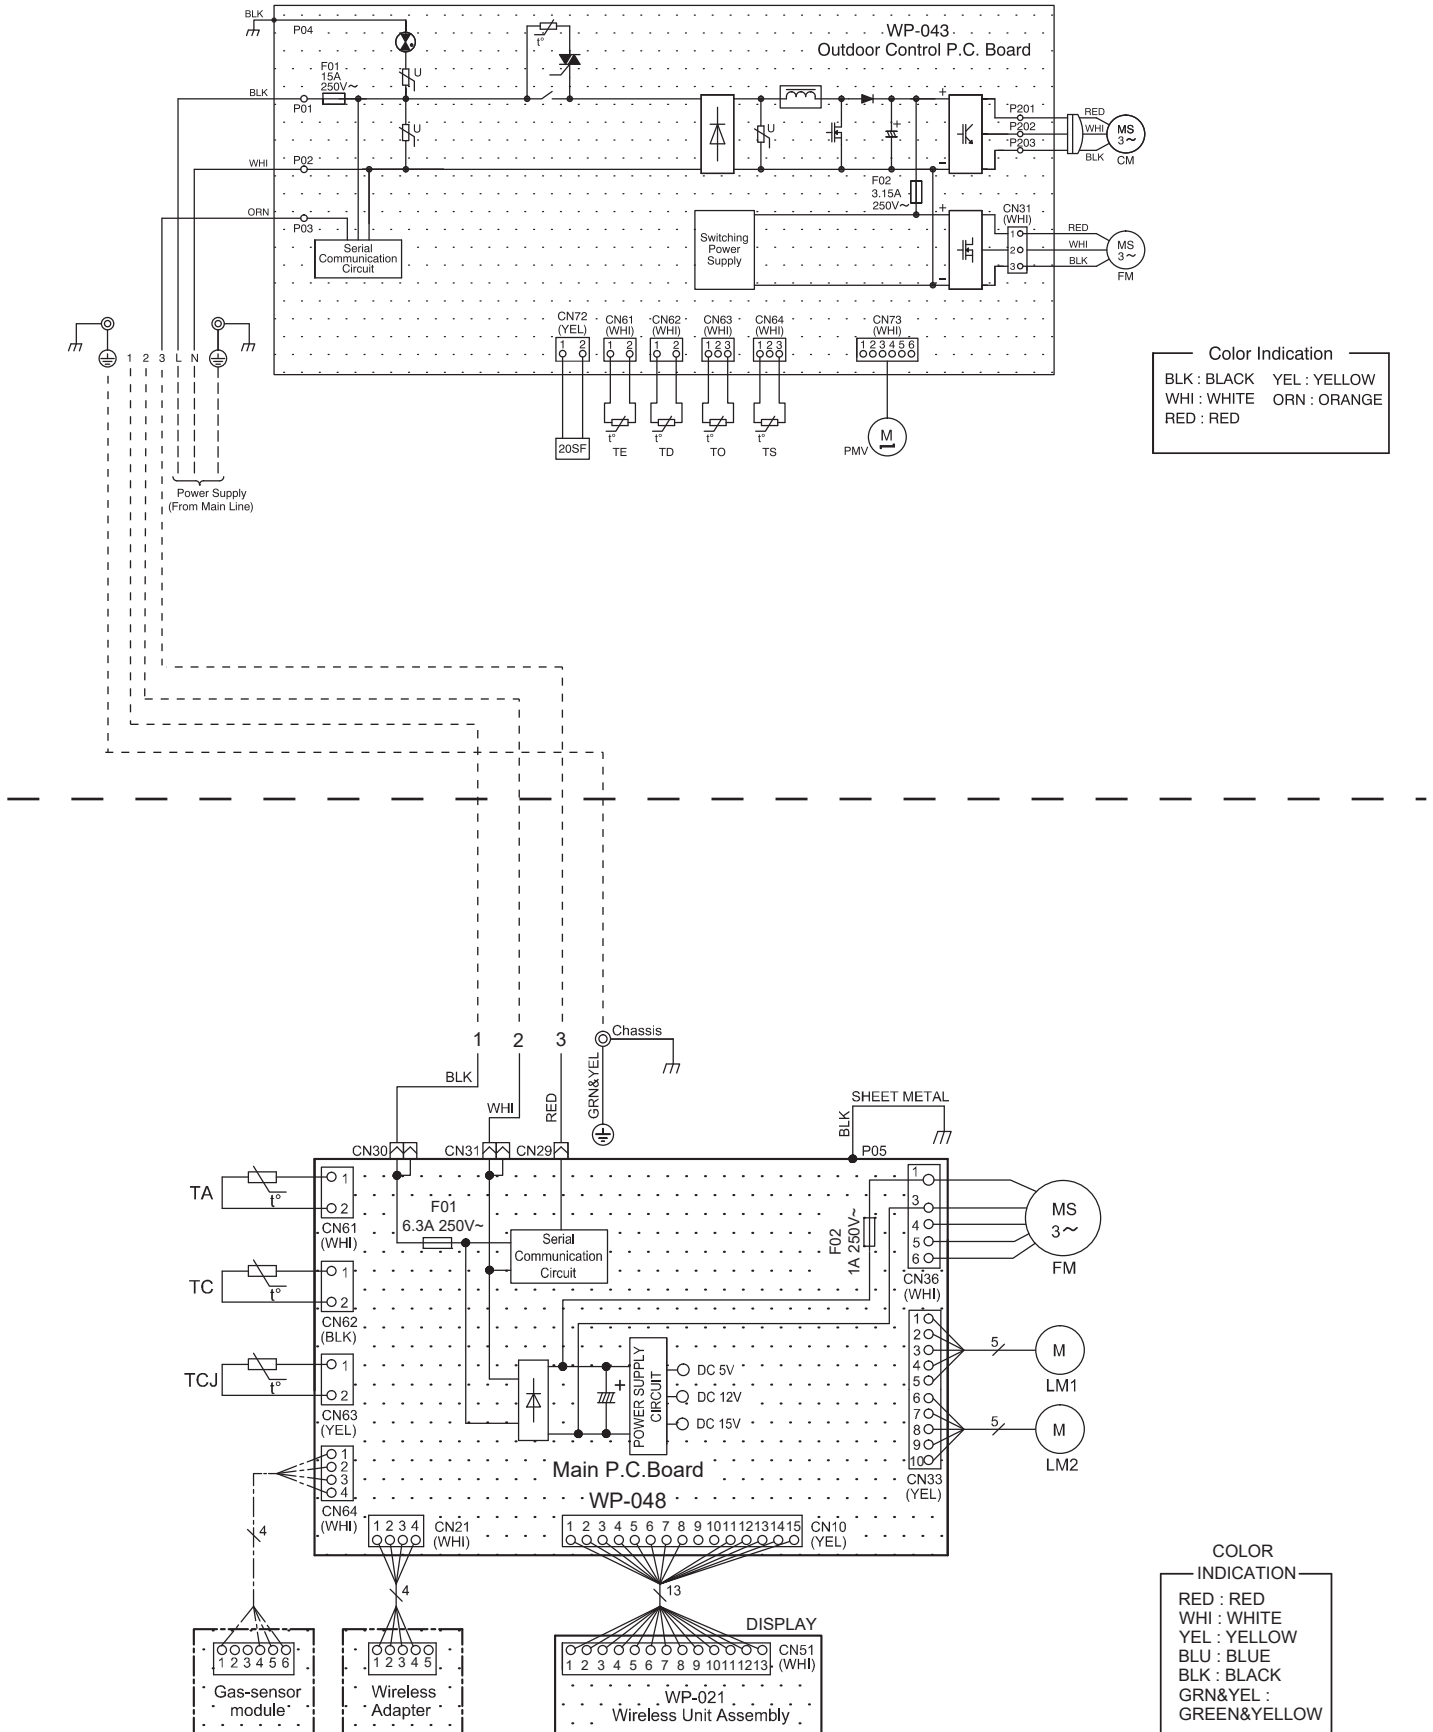 BLK
P04
WP-043
Outdoor Control P.C. Board
F01
15A
250V～
U
t°
BLK
P01
U
U
P201
P202
P203
RED
WHI
BLK
MS
3～
CM
WHI
P02
F02
3.15A
250V～
ORN
P03
Serial
Communication
Circuit
Switching
Power
Supply
+
−
+
−
CN31
(WHI)
1
2
3
RED
WHI
BLK
MS
3～
FM
CN72
(YEL)
CN61
(WHI)
CN62
(WHI)
CN63
(WHI)
CN64
(WHI)
CN73
(WHI)
1 2
1 2
1 2
1 2 3
1 2 3
1 2 3 4 5 6
1 2 3 L N
20SF
t°
TE
t°
TD
t°
TO
t°
TS
PMV
M
Power Supply
(From Main Line)
Color Indication
BLK : BLACK YEL : YELLOW
WHI : WHITE ORN : ORANGE
RED : RED
1 2 3
Chassis
BLK
WHI
RED
GRN&YEL
SHEET METAL
BLK
P05
CN30
CN31
CN29
TA
t°
1
2
CN61
(WHI)
F01
6.3A 250V～
Serial
Communication
Circuit
F02
1A 250V～
1
3
4
5
6
CN36
(WHI)
MS
3～
FM
TC
t°
1
2
CN62
(BLK)
TCJ
t°
1
2
CN63
(YEL)
+
POWER SUPPLY
CIRCUIT
DC 5V
DC 12V
DC 15V
1
2
3
4
5
6
7
8
9
10
CN33
(YEL)
5
M
LM1
5
M
LM2
1
2
3
4
CN64
(WHI)
Main P.C.Board
WP-048
1 2 3 4
CN21
(WHI)
1 2 3 4 5 6 7 8 9 10 11 12 13 14 15
CN10
(YEL)
4
4
13
DISPLAY
1 2 3 4 5 6
Gas-sensor
module
1 2 3 4 5
Wireless
Adapter
1 2 3 4 5 6 7 8 9 10 11 12 13
CN51
(WHI)
WP-021
Wireless Unit Assembly
COLOR
INDICATION
RED : RED
WHI : WHITE
YEL : YELLOW
BLU : BLUE
BLK : BLACK
GRN&YEL :
GREEN&YELLOW